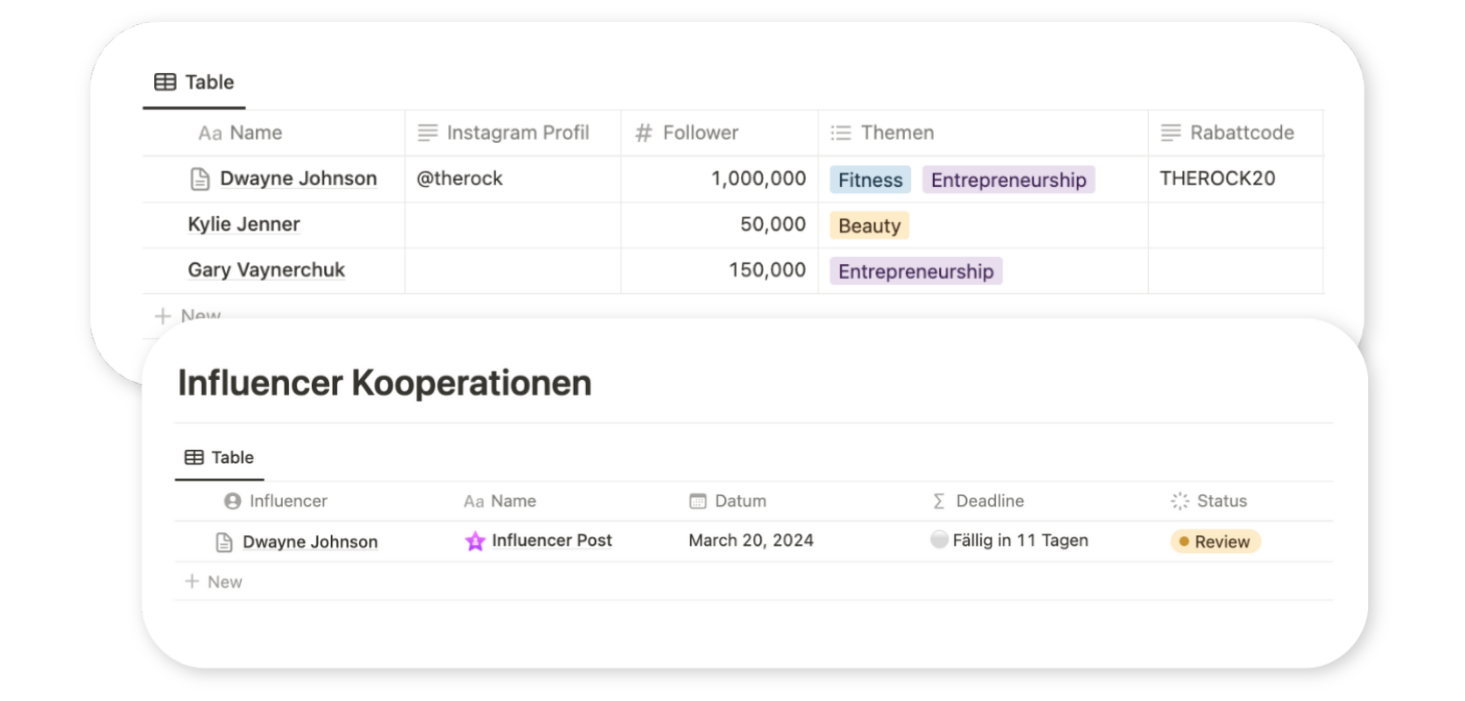 Table
Aa Name Instagram Profil # Follower Themen Rabattcode
Dwayne Johnson @therock 1,000,000 Fitness Entrepreneurship THEROCK20
Kylie Jenner 50,000 Beauty
Gary Vaynerchuk 150,000 Entrepreneurship
+ New
Influencer Kooperationen
Table
Influencer Aa Name Datum Σ Deadline Status
Dwayne Johnson Influencer Post March 20, 2024 Fällig in 11 Tagen Review
+ New